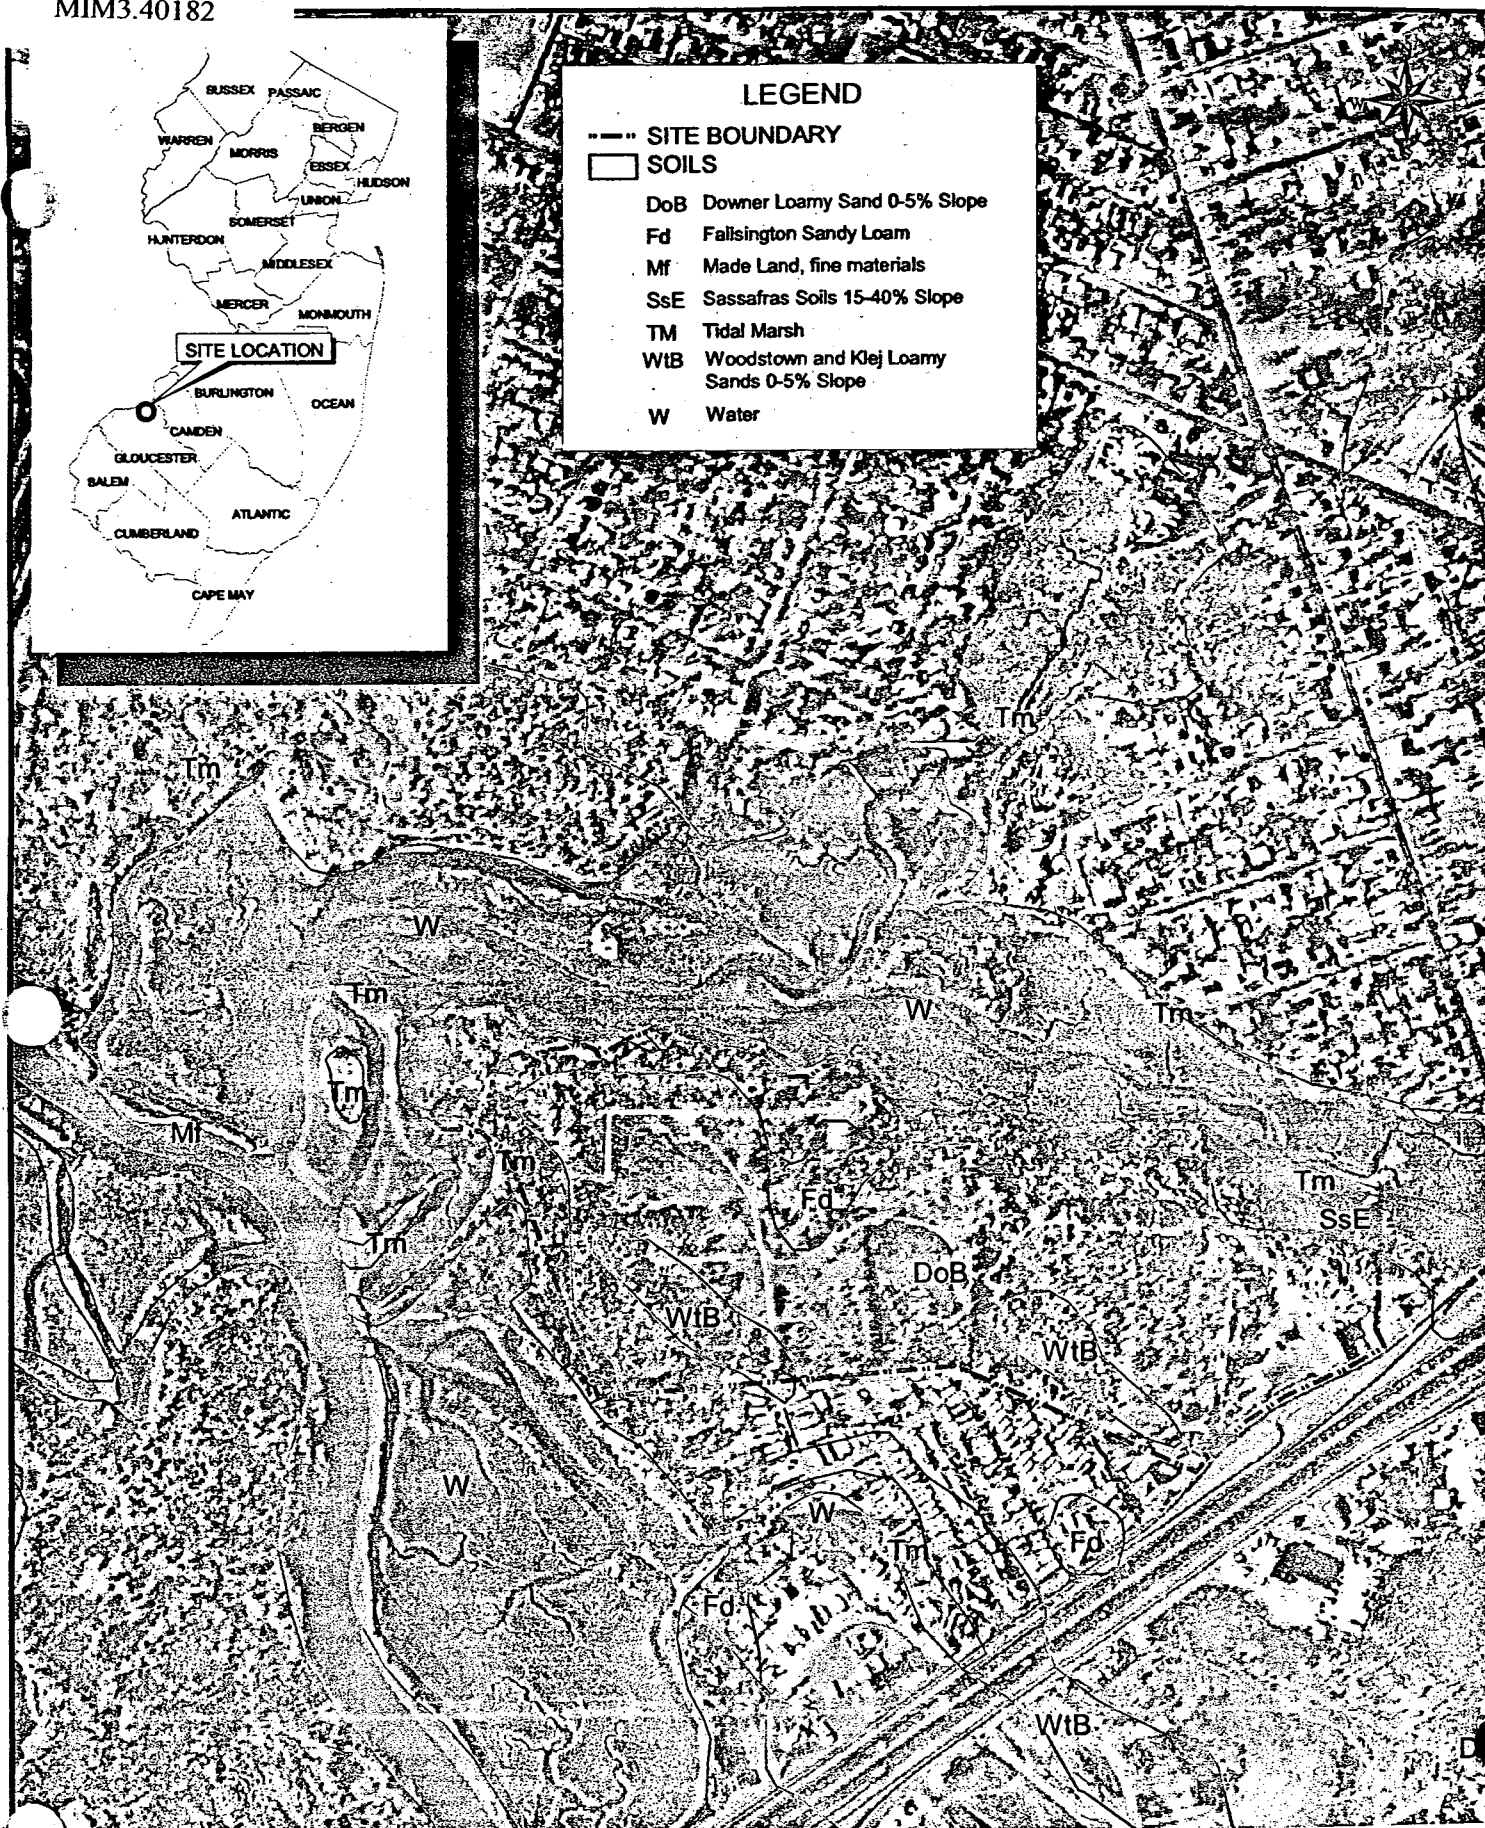 MIM3.40182
SUSSEX
PASSAIC
WARREN
BERGEN
MORRIS
ESSEX
HUDSON
UNION
SOMERSET
HUNTERDON
MIDDLESEX
MERCER
MONMOUTH
SITE LOCATION
BURLINGTON
OCEAN
CAMDEN
GLOUCESTER
SALEM
ATLANTIC
CUMBERLAND
CAPE MAY
LEGEND
SITE BOUNDARY
SOILS
DoB Downer Loamy Sand 0-5% Slope
Fd Fallsington Sandy Loam
Mf Made Land, fine materials
SsE Sassafras Soils 15-40% Slope
TM Tidal Marsh
WtB Woodstown and Klej Loamy
Sands 0-5% Slope
W Water
W
Tm
Tm
W
Tm
W
Tm
Tm
Mf
Tm
Tm
Fd
SsE
Tm
DoB
WtB
WtB
W
W
Fd
Tm
Fd
WtB